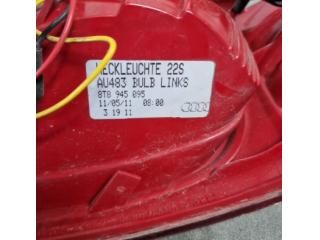 HECKLEUCHTE 22S
AU483 BULB LINKS
8T8 945 095
11/05/11 08:00
3 19 11